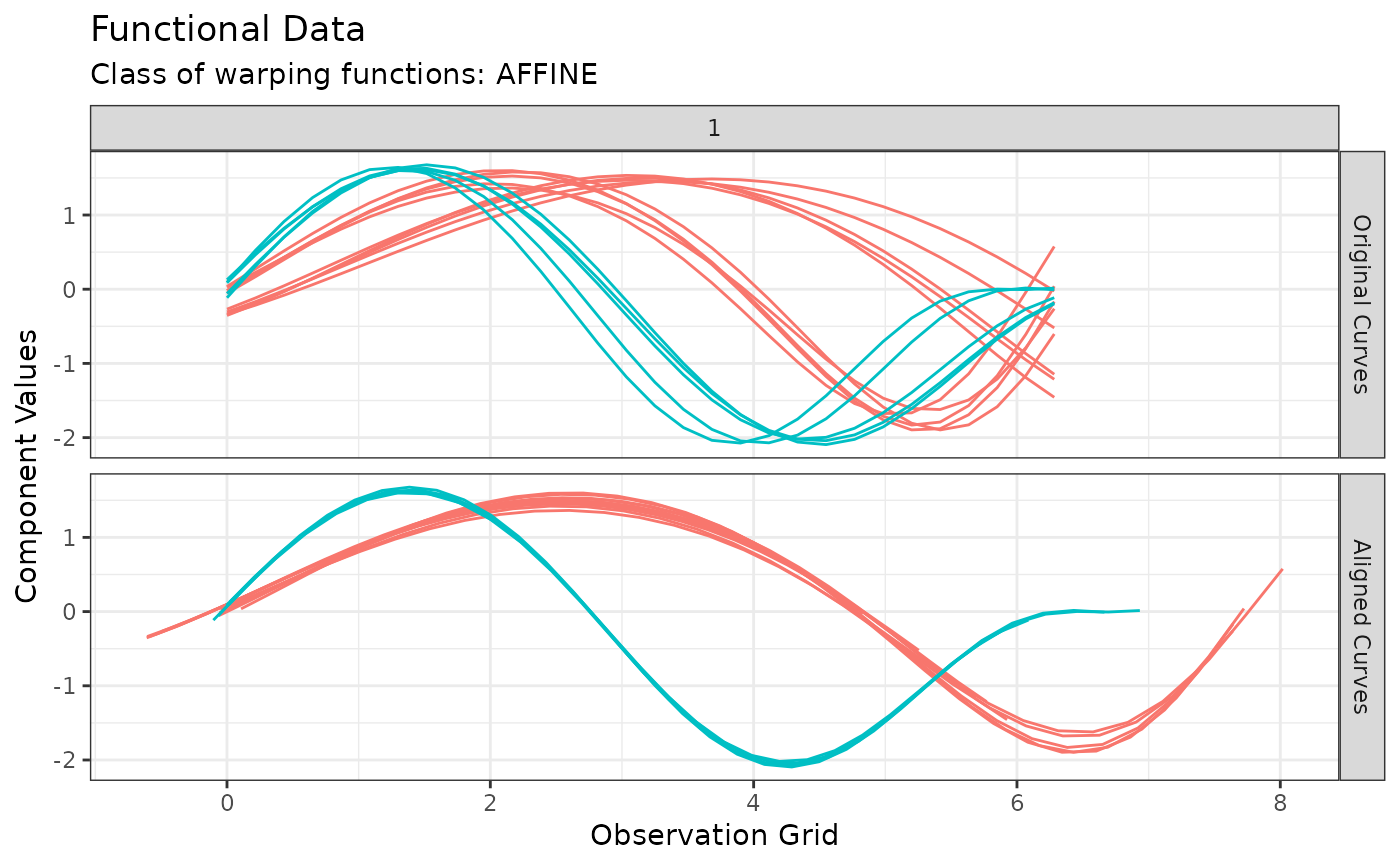 Functional Data
Class of warping functions: AFFINE
1
Component Values
1
0
-1
-2
Original Curves
1
0
-1
-2
Aligned Curves
0 2 4 6 8
Observation Grid